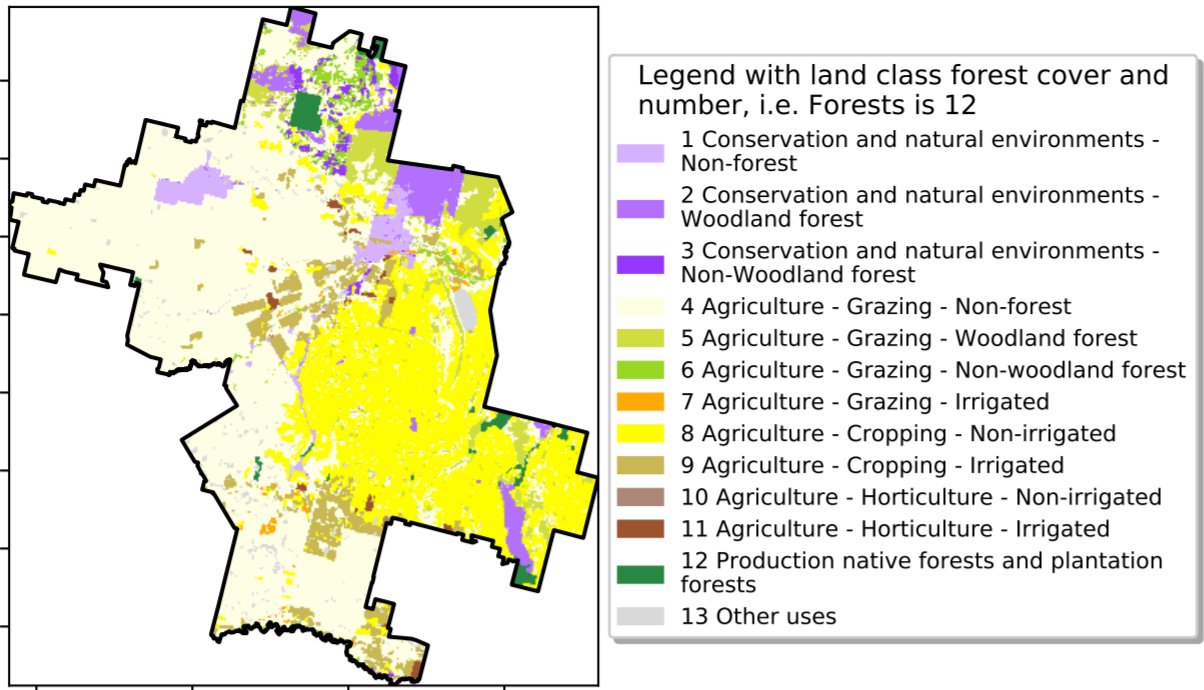 Legend with land class forest cover and
number, i.e. Forests is 12
1 Conservation and natural environments -
Non-forest
2 Conservation and natural environments -
Woodland forest
3 Conservation and natural environments -
Non-Woodland forest
4 Agriculture - Grazing - Non-forest
5 Agriculture - Grazing - Woodland forest
6 Agriculture - Grazing - Non-woodland forest
7 Agriculture - Grazing - Irrigated
8 Agriculture - Cropping - Non-irrigated
9 Agriculture - Cropping - Irrigated
10 Agriculture - Horticulture - Non-irrigated
11 Agriculture - Horticulture - Irrigated
12 Production native forests and plantation
forests
13 Other uses